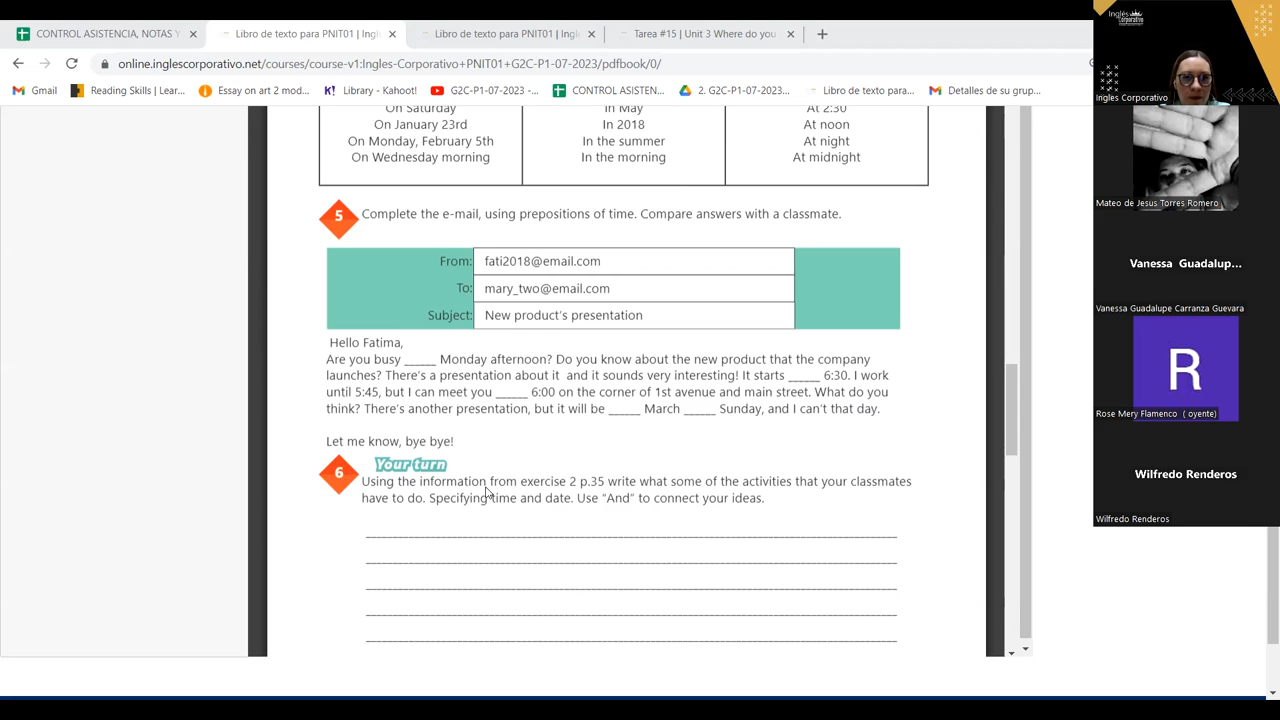 CONTROL ASISTENCIA, NOTAS Y
Libro de texto para PNIT01 | Ingl
Libro de texto para PNIT01 | Ingl
Tarea #15 | Unit 3 Where do you
online.inglescorporativo.net/courses/course-v1:Ingles-Corporativo+PNIT01+G2C-P1-07-2023/pdfbook/0/
Gmail
Reading Skills | Lear...
Essay on art 2 mod...
Library - Kahoot!
G2C-P1-07-2023 -...
CONTROL ASISTEN...
2. G2C-P1-07-2023...
Libro de texto para...
Detalles de su grup...
On Saturday
In May
At 2:30
On January 23rd
In 2018
At noon
On Monday, February 5th
In the summer
At night
On Wednesday morning
In the morning
At midnight
5 Complete the e-mail, using prepositions of time. Compare answers with a classmate.
From: fati2018@email.com
To: mary_two@email.com
Subject: New product's presentation
Hello Fatima,
Are you busy ______ Monday afternoon? Do you know about the new product that the company
launches? There's a presentation about it and it sounds very interesting! It starts ______ 6:30. I work
until 5:45, but I can meet you ______ 6:00 on the corner of 1st avenue and main street. What do you
think? There's another presentation, but it will be ______ March ______ Sunday, and I can't that day.
Let me know, bye bye!
Your turn
6 Using the information from exercise 2 p.35 write what some of the activities that your classmates
have to do. Specifying time and date. Use “And” to connect your ideas.
Inglés
Corporativo
Ingles Corporativo
Mateo de Jesus Torres Romero
Vanessa Guadalup...
Vanessa Guadalupe Carranza Guevara
R
Rose Mery Flamenco ( oyente)
Wilfredo Renderos
Wilfredo Renderos